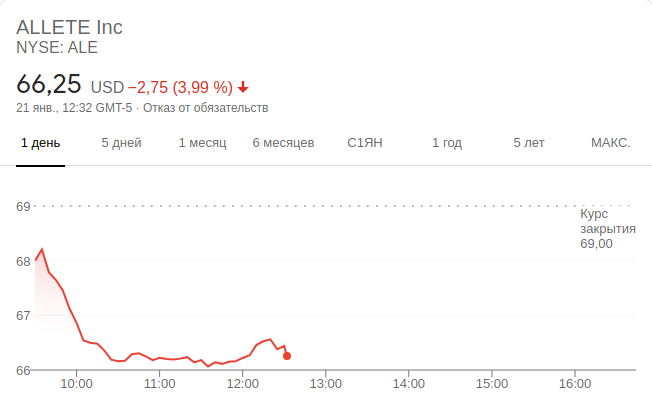 ALLETE Inc
NYSE: ALE
66,25 USD −2,75 (3,99 %)
21 янв., 12:32 GMT-5 · Отказ от обязательств
1 день 5 дней 1 месяц 6 месяцев С1ЯН 1 год 5 лет МАКС.
69
Курс
закрытия
69,00
68
67
66
10:00 11:00 12:00 13:00 14:00 15:00 16:00